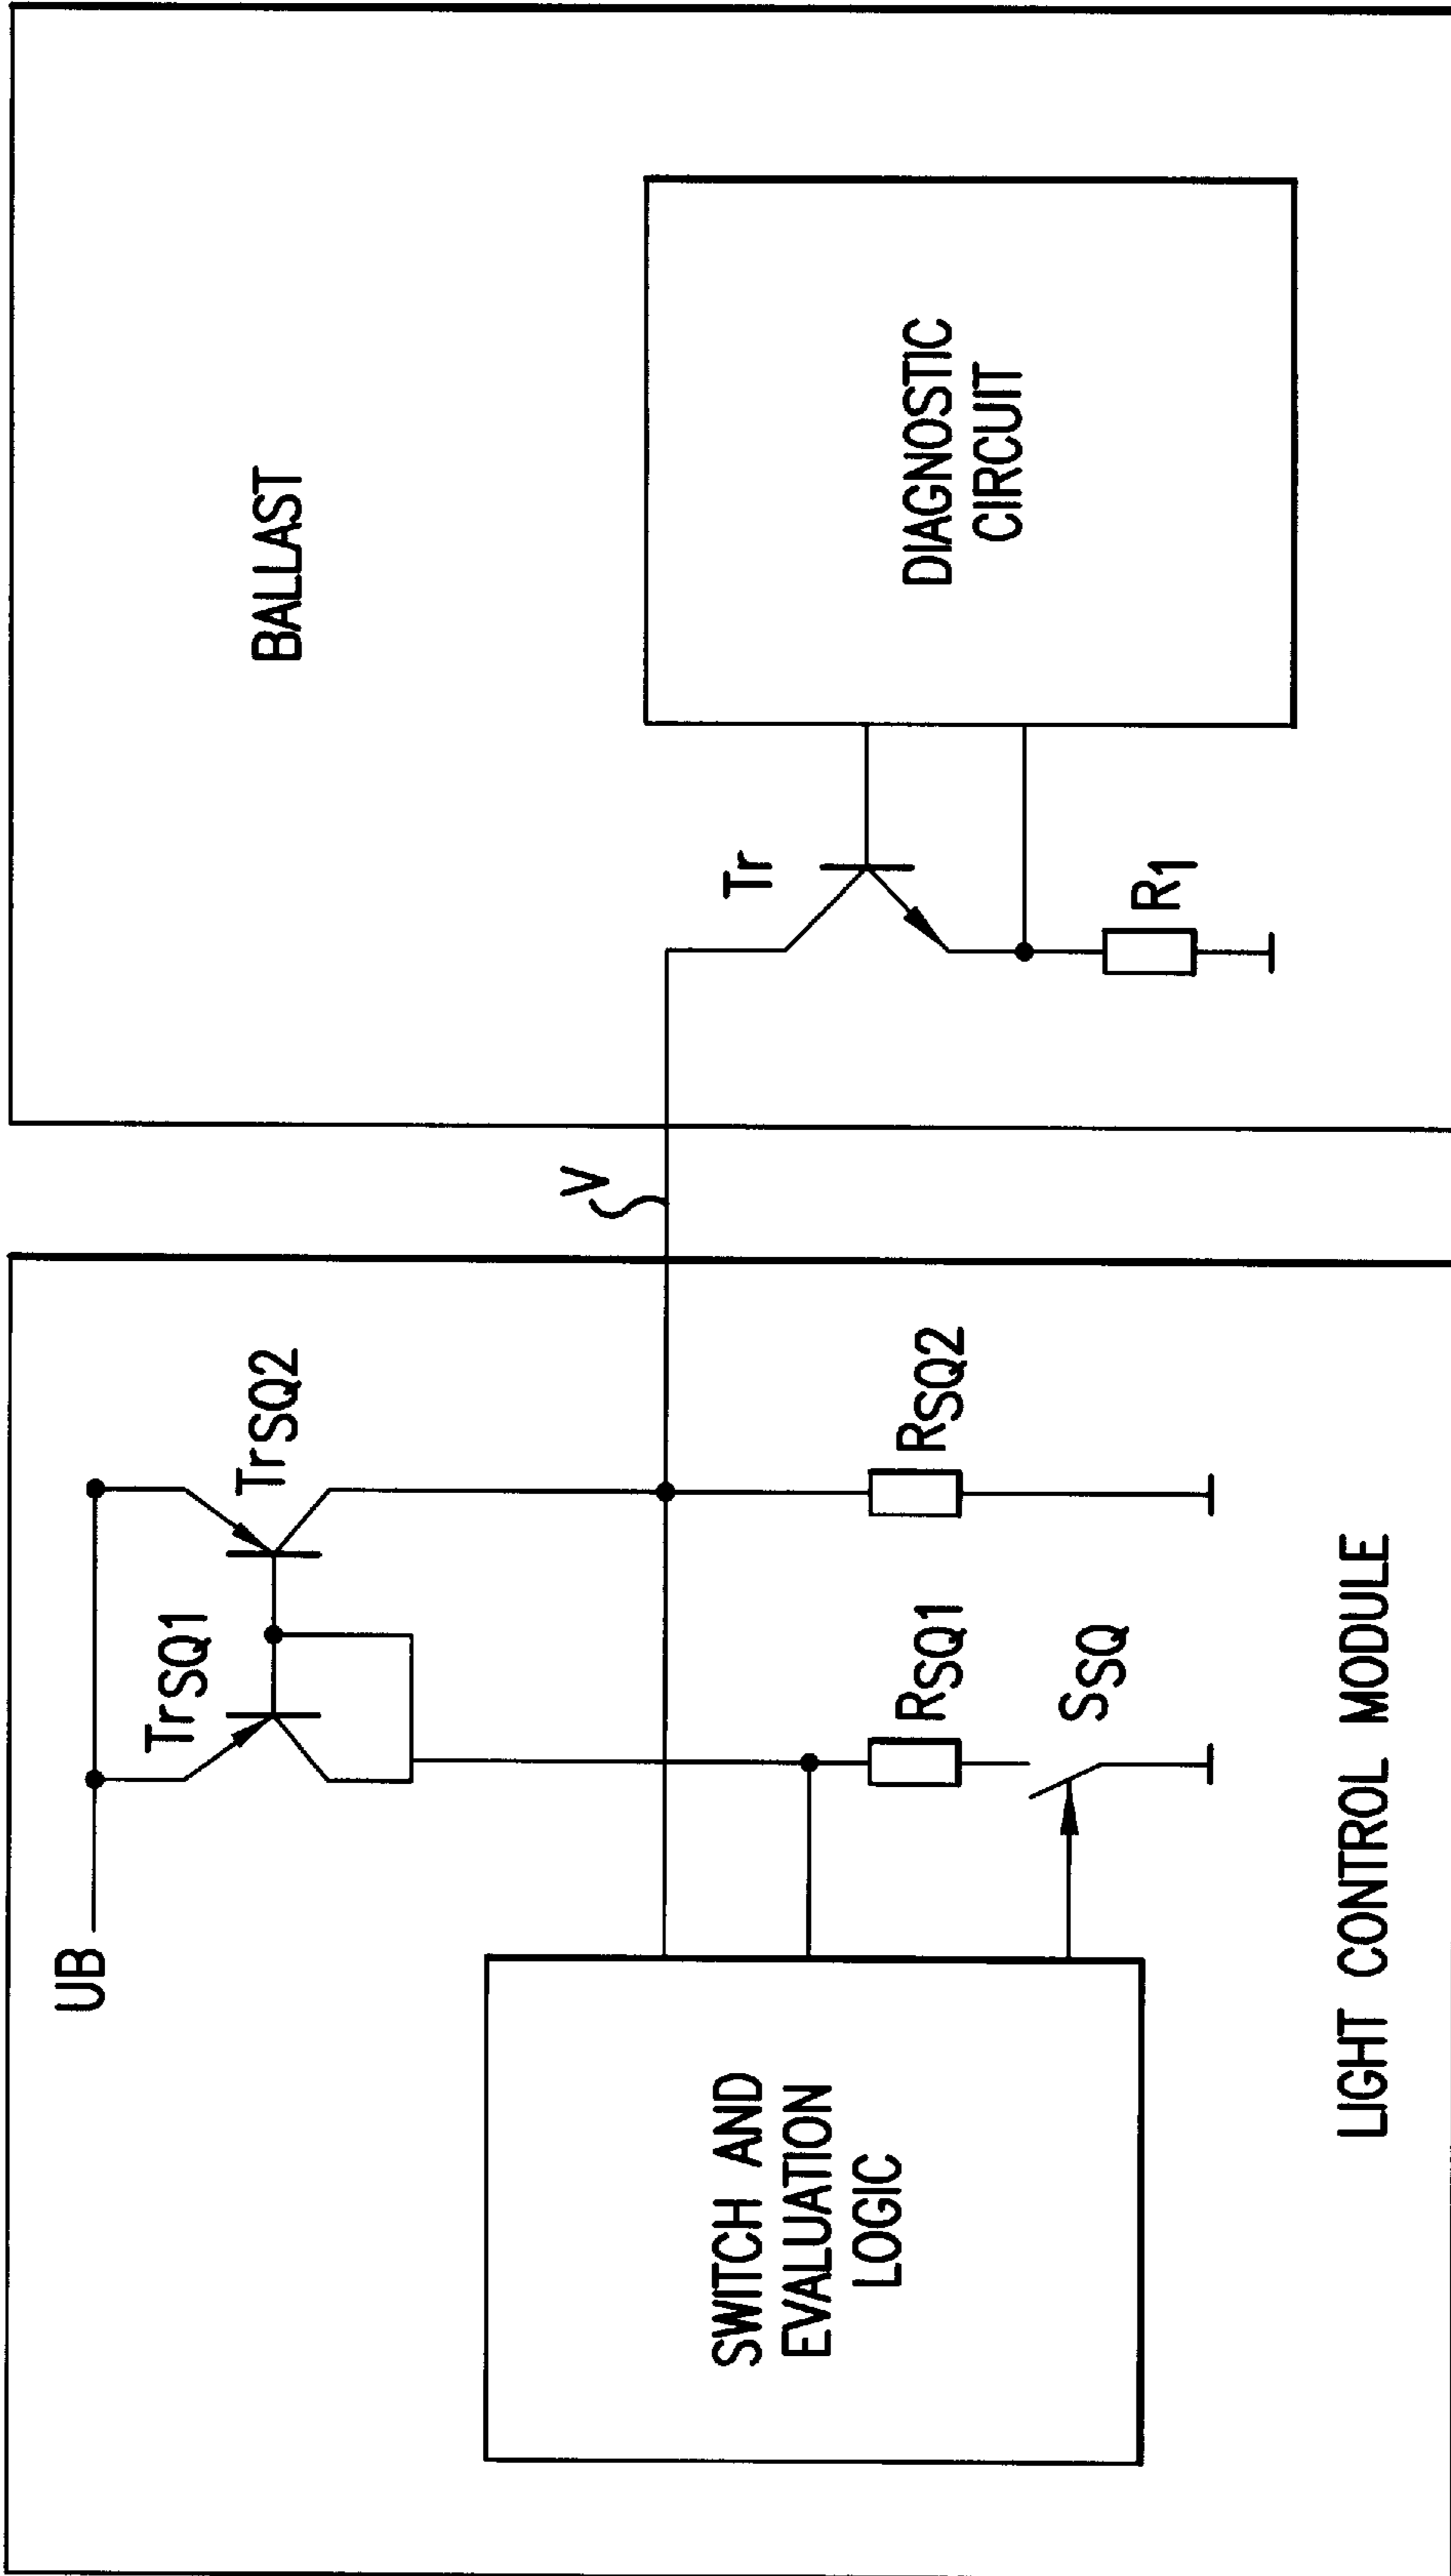 UB
TrSQ1
TrSQ2
V
SWITCH AND
EVALUATION
LOGIC
RSQ1
RSQ2
SSQ
LIGHT CONTROL MODULE
BALLAST
Tr
DIAGNOSTIC
CIRCUIT
R1